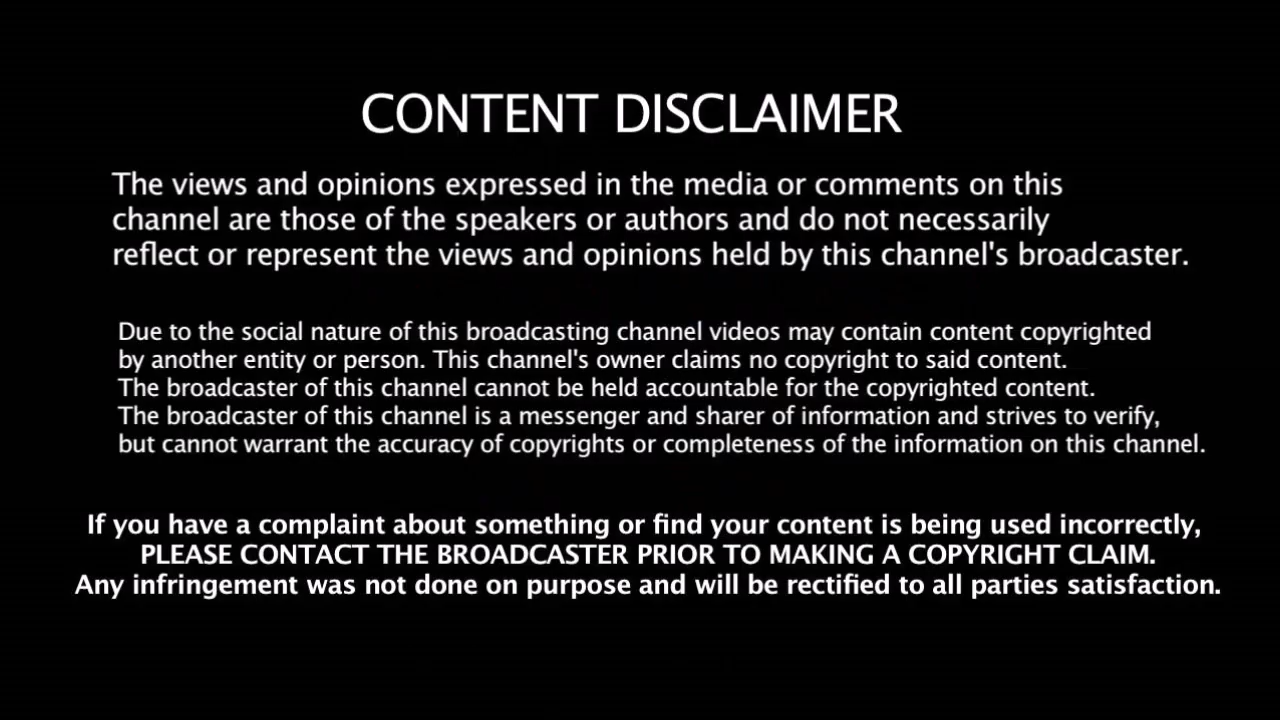 CONTENT DISCLAIMER
The views and opinions expressed in the media or comments on this
channel are those of the speakers or authors and do not necessarily
reflect or represent the views and opinions held by this channel's broadcaster.
Due to the social nature of this broadcasting channel videos may contain content copyrighted
by another entity or person. This channel's owner claims no copyright to said content.
The broadcaster of this channel cannot be held accountable for the copyrighted content.
The broadcaster of this channel is a messenger and sharer of information and strives to verify,
but cannot warrant the accuracy of copyrights or completeness of the information on this channel.
If you have a complaint about something or find your content is being used incorrectly,
PLEASE CONTACT THE BROADCASTER PRIOR TO MAKING A COPYRIGHT CLAIM.
Any infringement was not done on purpose and will be rectified to all parties satisfaction.